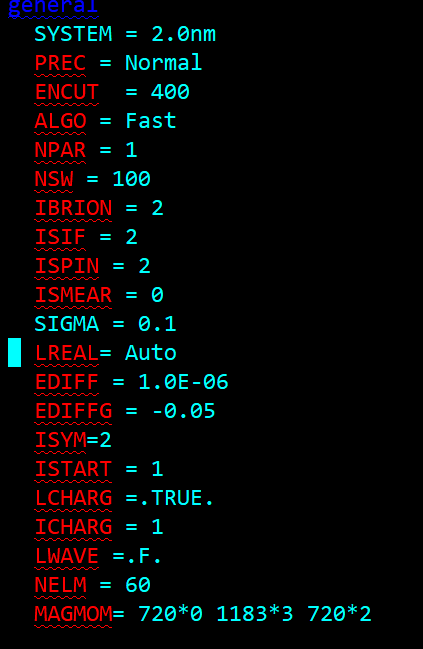 general
SYSTEM = 2.0nm
PREC = Normal
ENCUT  = 400
ALGO = Fast
NPAR = 1
NSW = 100
IBRION = 2
ISIF = 2
ISPIN = 2
ISMEAR = 0
SIGMA = 0.1
LREAL= Auto
EDIFF = 1.0E-06
EDIFFG = -0.05
ISYM=2
ISTART = 1
LCHARG =.TRUE.
ICHARG = 1
LWAVE =.F.
NELM = 60
MAGMOM= 720*0 1183*3 720*2